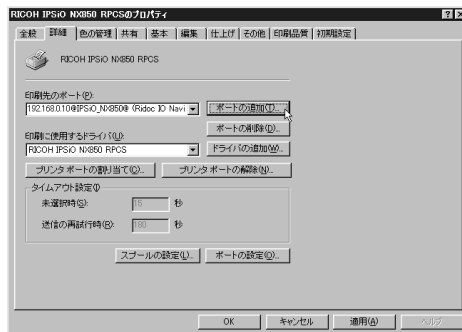 RICOH IPSiO NX850 RPCSのプロパティ
全般 詳細 色の管理 共有 基本 編集 仕上げ その他 印刷品質 初期設定
RICOH IPSiO NX850 RPCS
印刷先のポート(P):
192.168.0.10@IPSiO_NX850@ (Ridoc IO Navi ポートの追加(T)...
ポートの削除(D)...
印刷に使用するドライバ(U):
RICOH IPSiO NX850 RPCS ドライバの追加(W)...
プリンタ ポートの割り当て(C)... プリンタ ポートの解除(N)...
タイムアウト設定
未選択時(S): 15 秒
送信の再試行時(R): 180 秒
スプールの設定(L)... ポートの設定(O)...
OK キャンセル 適用(A) ヘルプ